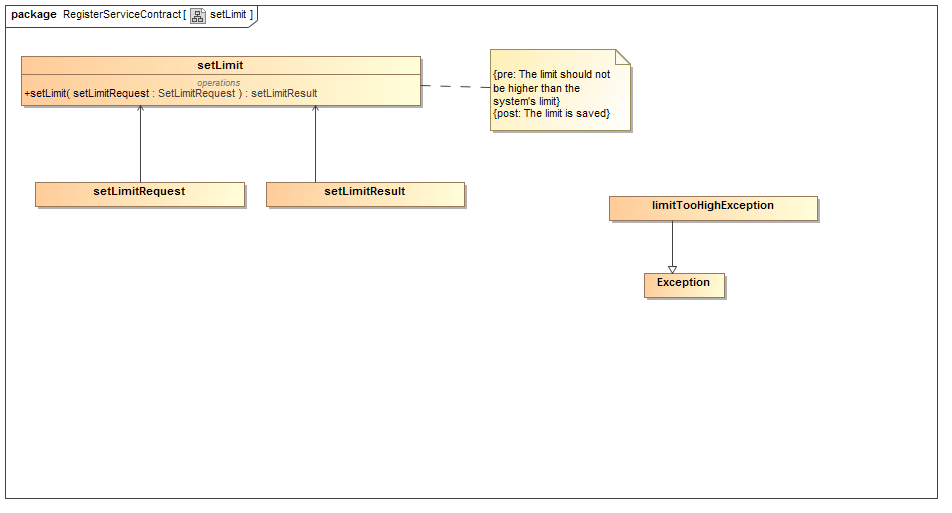 package RegisterServiceContract[ setLimit ]
setLimit
operations
+setLimit( setLimitRequest : SetLimitRequest ) : setLimitResult
{pre: The limit should not
be higher than the
system's limit}
{post: The limit is saved}
setLimitRequest
setLimitResult
limitTooHighException
Exception